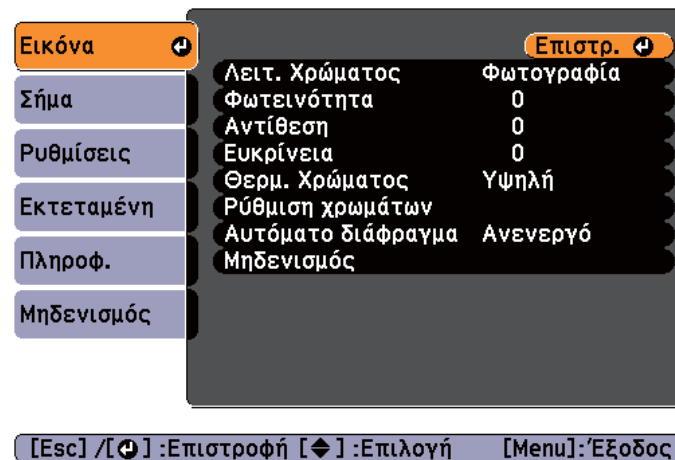 Εικόνα
Σήμα
Ρυθμίσεις
Εκτεταμένη
Πληροφ.
Μηδενισμός
Επιστρ.
Λειτ. Χρώματος Φωτογραφία
Φωτεινότητα 0
Αντίθεση 0
Ευκρίνεια 0
Θερμ. Χρώματος Υψηλή
Ρύθμιση χρωμάτων
Αυτόματο διάφραγμα Ανενεργό
Μηδενισμός
[Esc] /[⏎] :Επιστροφή [◆] :Επιλογή [Menu]:Έξοδος